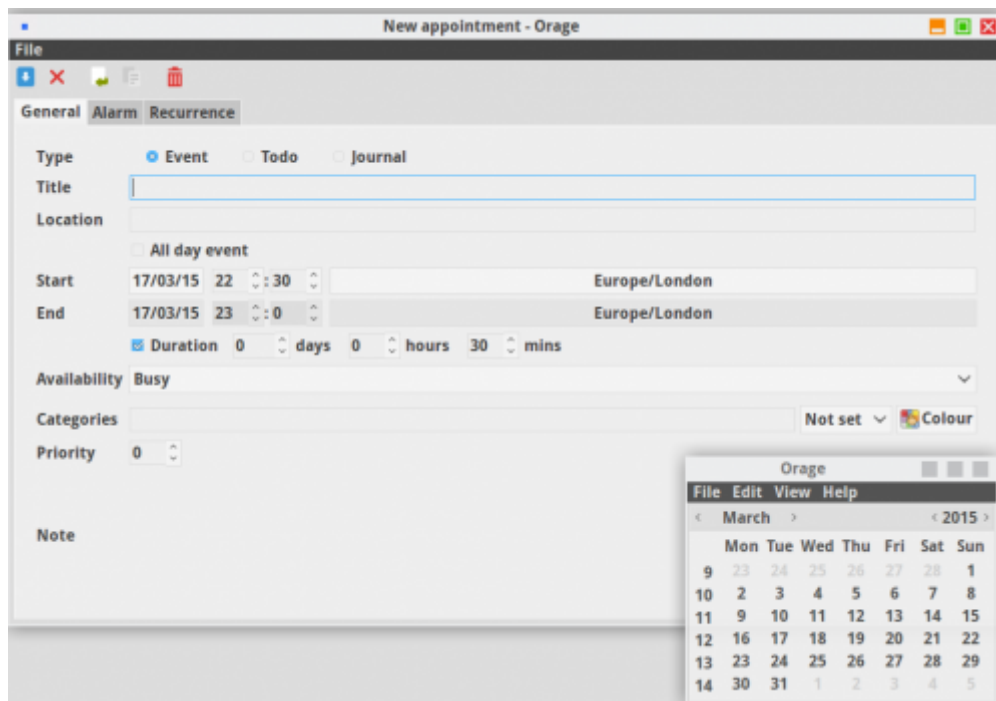 New appointment - Orage
File
General Alarm Recurrence
Type Event Todo Journal
Title
Location
All day event
Start 17/03/15 22 : 30 Europe/London
End 17/03/15 23 : 0 Europe/London
Duration 0 days 0 hours 30 mins
Availability Busy
Categories Not set Colour
Priority 0
Note
Orage
File Edit View Help
< March > < 2015 >
Mon Tue Wed Thu Fri Sat Sun
9 23 24 25 26 27 28 1
10 2 3 4 5 6 7 8
11 9 10 11 12 13 14 15
12 16 17 18 19 20 21 22
13 23 24 25 26 27 28 29
14 30 31 1 2 3 4 5